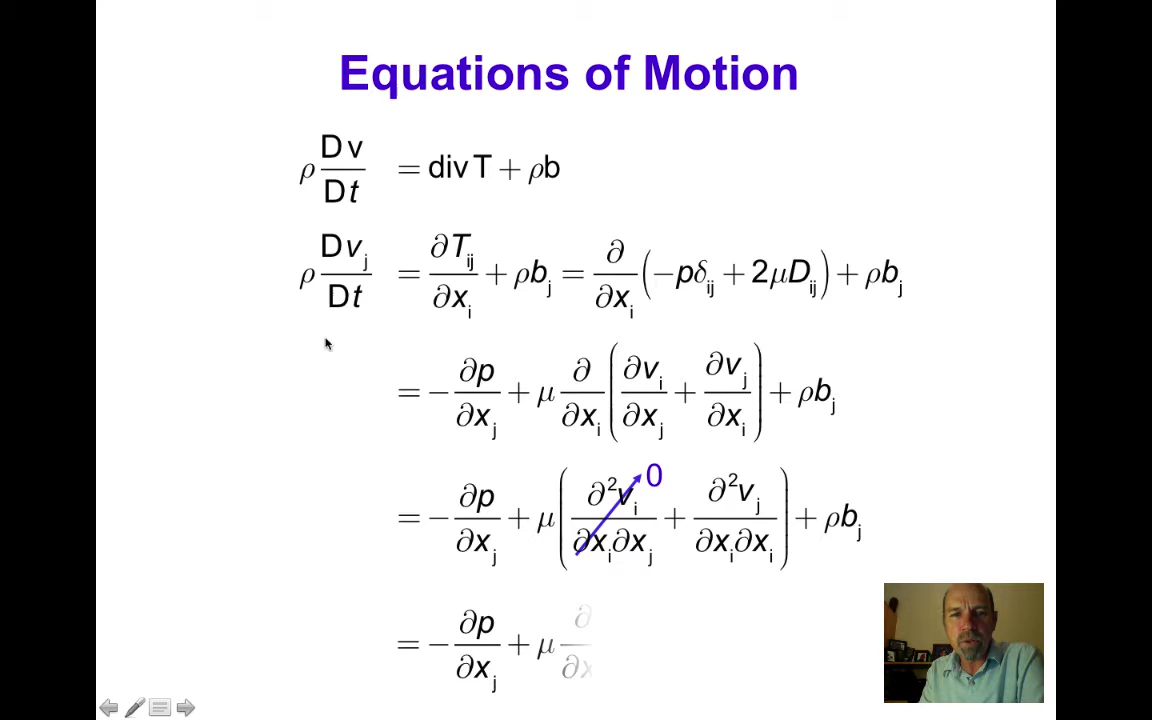 Equations of Motion
ρ Dv/Dt = div T + ρb
ρ Dv_j/Dt = ∂T_ij/∂x_i + ρb_j = ∂/∂x_i (−pδ_ij + 2μD_ij) + ρb_j
= −∂p/∂x_j + μ ∂/∂x_i (∂v_i/∂x_j + ∂v_j/∂x_i) + ρb_j
= −∂p/∂x_j + μ (∂²v_i/∂x_i∂x_j 0 + ∂²v_j/∂x_i∂x_i) + ρb_j
= −∂p/∂x_j + μ ∂/∂x